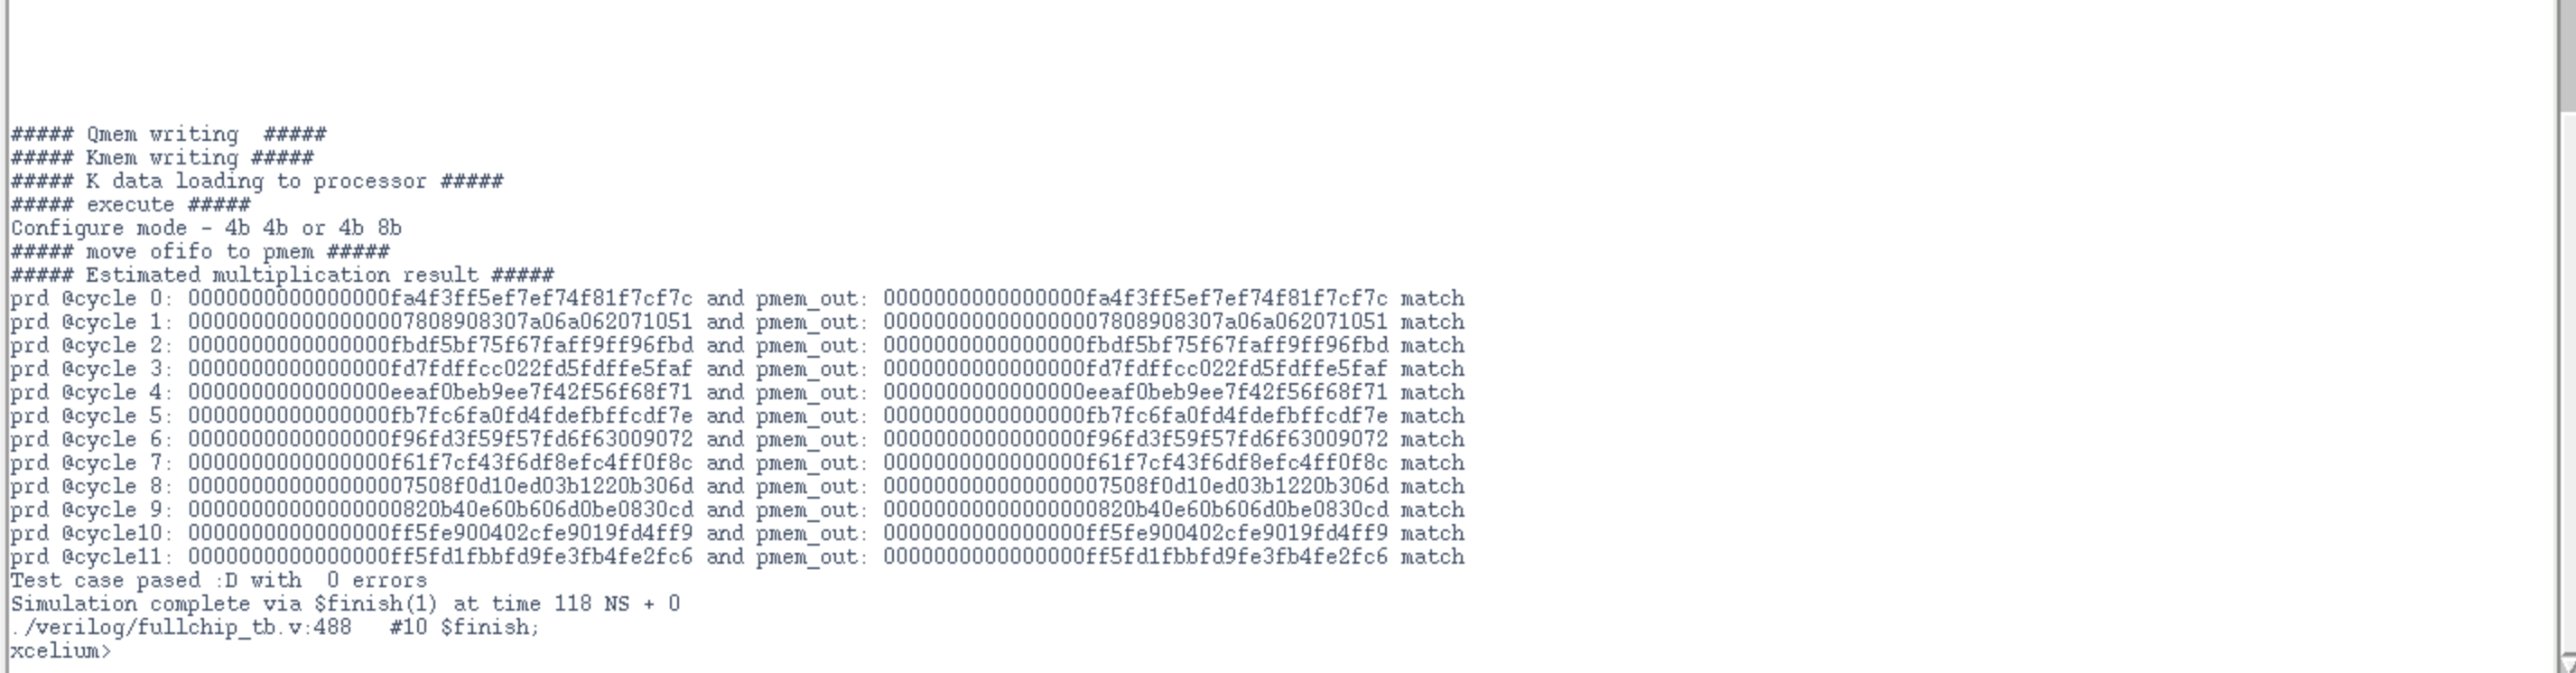 ##### Qmem writing  #####
##### Kmem writing #####
##### K data loading to processor #####
##### execute #####
Configure mode - 4b 4b or 4b 8b
##### move ofifo to pmem #####
##### Estimated multiplication result #####
prd @cycle 0: 0000000000000000fa4f3ff5ef7ef74f81f7cf7c and pmem_out: 0000000000000000fa4f3ff5ef7ef74f81f7cf7c match
prd @cycle 1: 00000000000000007808908307a06a062071051 and pmem_out: 00000000000000007808908307a06a062071051 match
prd @cycle 2: 0000000000000000fbdf5bf75f67faff9ff96fbd and pmem_out: 0000000000000000fbdf5bf75f67faff9ff96fbd match
prd @cycle 3: 0000000000000000fd7fdffcc022fd5fdffe5faf and pmem_out: 0000000000000000fd7fdffcc022fd5fdffe5faf match
prd @cycle 4: 0000000000000000eeaf0beb9ee7f42f56f68f71 and pmem_out: 0000000000000000eeaf0beb9ee7f42f56f68f71 match
prd @cycle 5: 0000000000000000fb7fc6fa0fd4fdefbffcdf7e and pmem_out: 0000000000000000fb7fc6fa0fd4fdefbffcdf7e match
prd @cycle 6: 0000000000000000f96fd3f59f57fd6f63009072 and pmem_out: 0000000000000000f96fd3f59f57fd6f63009072 match
prd @cycle 7: 0000000000000000f61f7cf43f6df8efc4ff0f8c and pmem_out: 0000000000000000f61f7cf43f6df8efc4ff0f8c match
prd @cycle 8: 00000000000000007508f0d10ed03b1220b306d and pmem_out: 00000000000000007508f0d10ed03b1220b306d match
prd @cycle 9: 0000000000000000820b40e60b606d0be0830cd and pmem_out: 0000000000000000820b40e60b606d0be0830cd match
prd @cycle10: 0000000000000000ff5fe900402cfe9019fd4ff9 and pmem_out: 0000000000000000ff5fe900402cfe9019fd4ff9 match
prd @cycle11: 0000000000000000ff5fd1fbbfd9fe3fb4fe2fc6 and pmem_out: 0000000000000000ff5fd1fbbfd9fe3fb4fe2fc6 match
Test case pased :D with  0 errors
Simulation complete via $finish(1) at time 118 NS + 0
./verilog/fullchip_tb.v:488   #10 $finish;
xcelium>